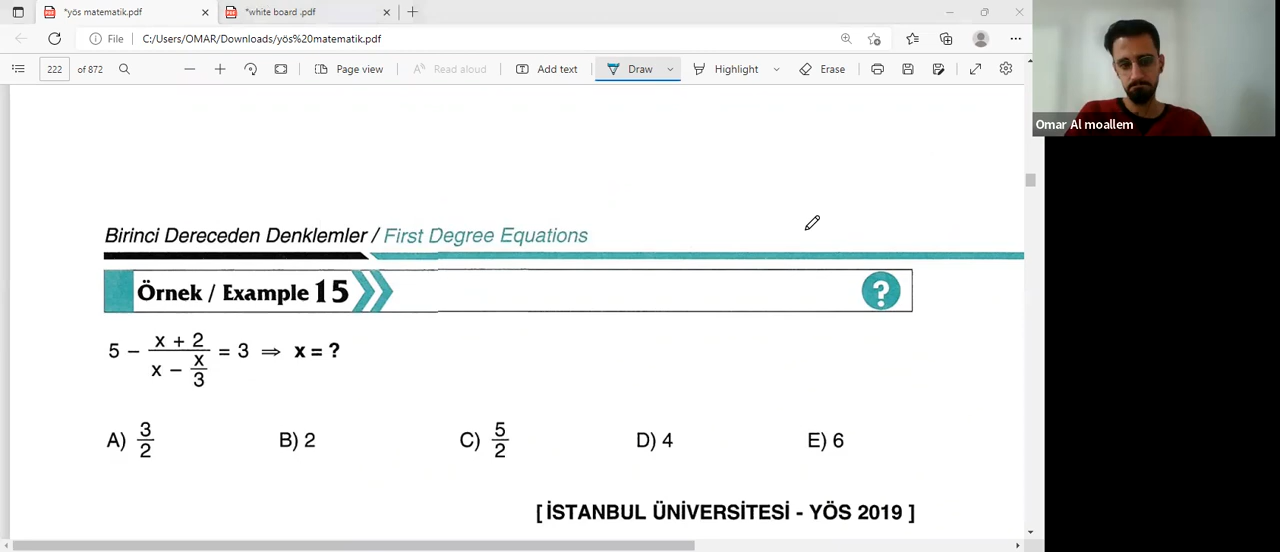 *yös matematik.pdf
*white board .pdf
File C:/Users/OMAR/Downloads/yös%20matematik.pdf
222 of 872 Page view Read aloud Add text Draw Highlight Erase
Omar Al moallem
Birinci Dereceden Denklemler / First Degree Equations
Örnek / Example 15 ?
5 - (x + 2)/(x - x/3) = 3 ⇒ x = ?
A) 3/2 B) 2 C) 5/2 D) 4 E) 6
[ İSTANBUL ÜNİVERSİTESİ - YÖS 2019 ]